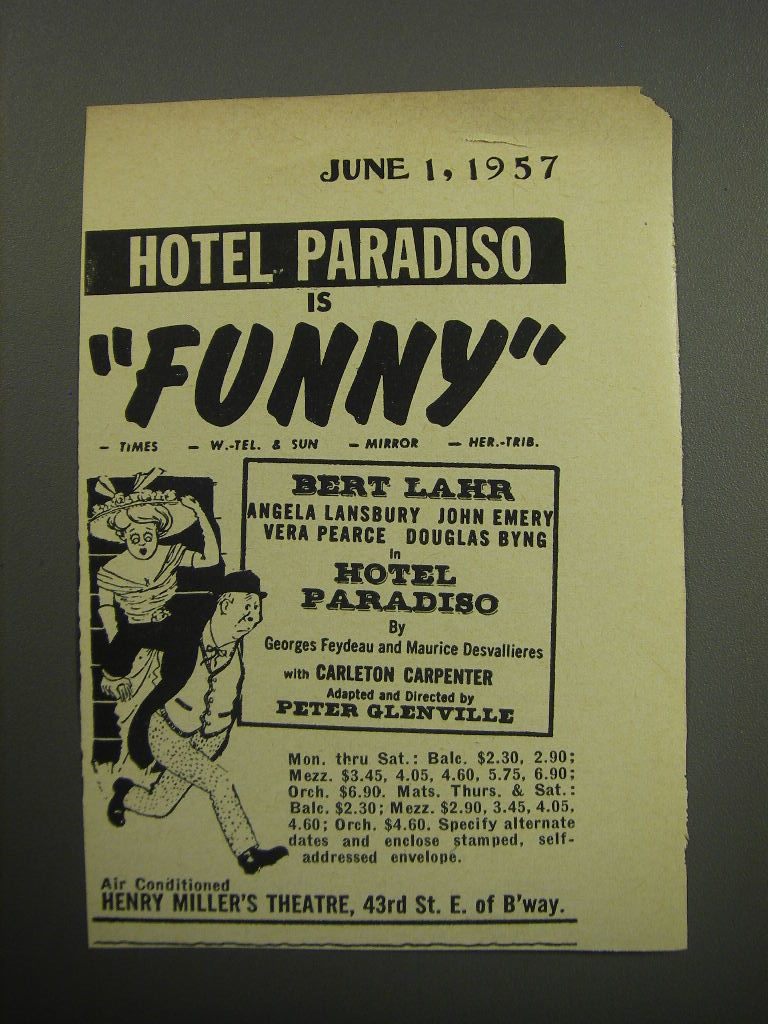 JUNE 1, 1957
HOTEL PARADISO
IS
"FUNNY"
— TIMES — W.-TEL. & SUN — MIRROR — HER.-TRIB.
BERT LAHR
ANGELA LANSBURY JOHN EMERY
VERA PEARCE DOUGLAS BYNG
in
HOTEL
PARADISO
By
Georges Feydeau and Maurice Desvallieres
with CARLETON CARPENTER
Adapted and Directed by
PETER GLENVILLE
Mon. thru Sat.: Balc. $2.30, 2.90;
Mezz. $3.45, 4.05, 4.60, 5.75, 6.90;
Orch. $6.90. Mats. Thurs. & Sat.:
Balc. $2.30; Mezz. $2.90, 3.45, 4.05,
4.60; Orch. $4.60. Specify alternate
dates and enclose stamped, self-
addressed envelope.
Air Conditioned
HENRY MILLER'S THEATRE, 43rd St. E. of B'way.